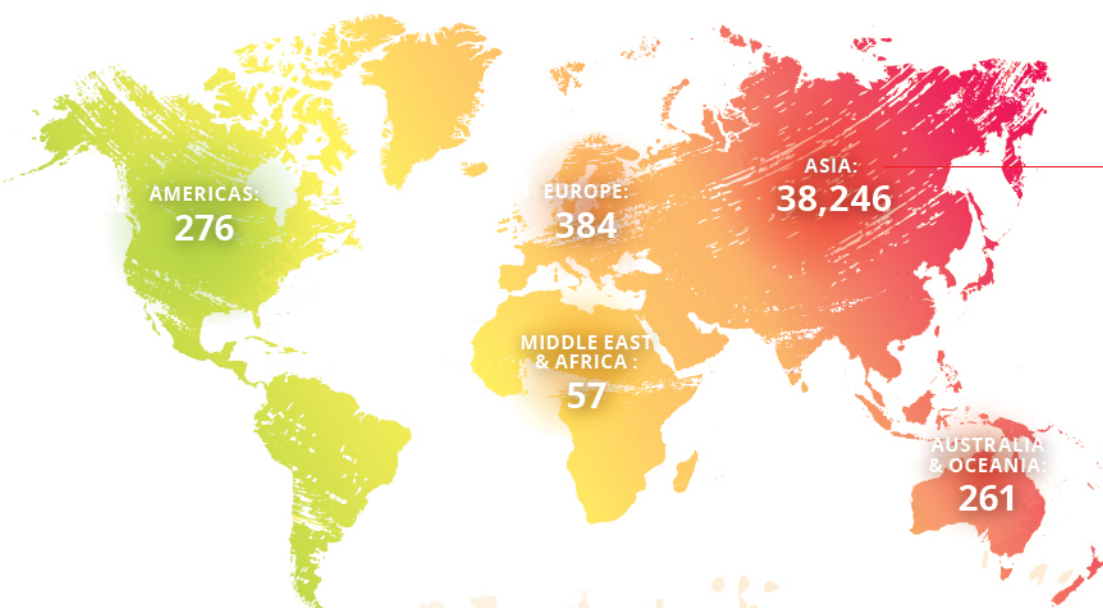 AMERICAS:
276
EUROPE:
384
ASIA:
38,246
MIDDLE EAST
& AFRICA :
57
AUSTRALIA
& OCEANIA:
261